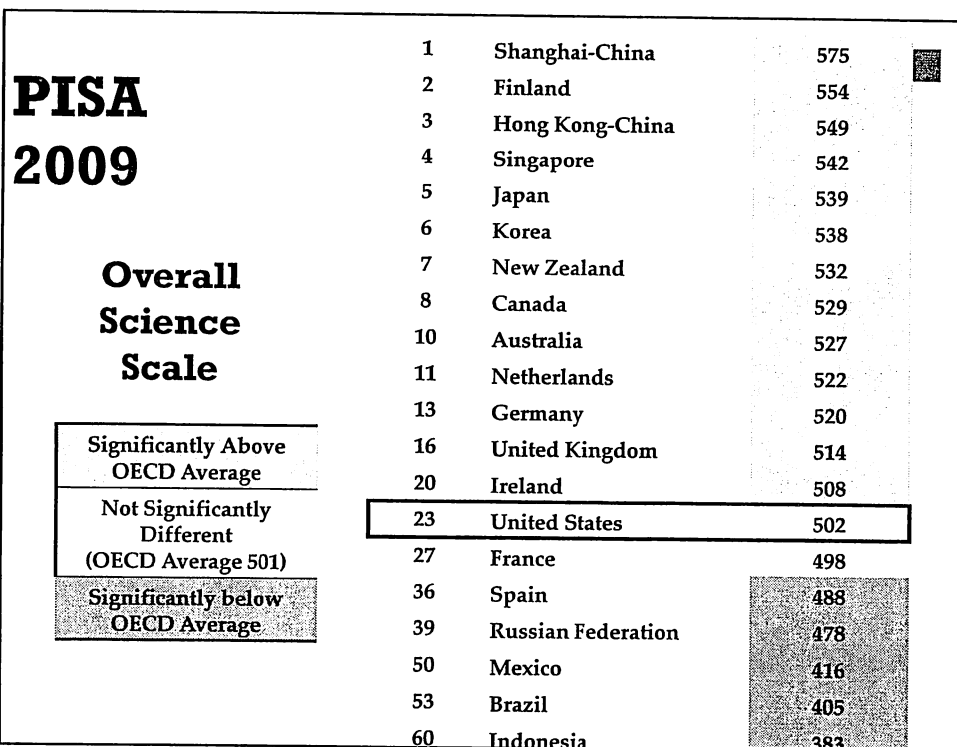 PISA
2009
Overall
Science
Scale
Significantly Above
OECD Average
Not Significantly
Different
(OECD Average 501)
Significantly below
OECD Average
1 Shanghai-China 575
2 Finland 554
3 Hong Kong-China 549
4 Singapore 542
5 Japan 539
6 Korea 538
7 New Zealand 532
8 Canada 529
10 Australia 527
11 Netherlands 522
13 Germany 520
16 United Kingdom 514
20 Ireland 508
23 United States 502
27 France 498
36 Spain 488
39 Russian Federation 478
50 Mexico 416
53 Brazil 405
60 Indonesia 383